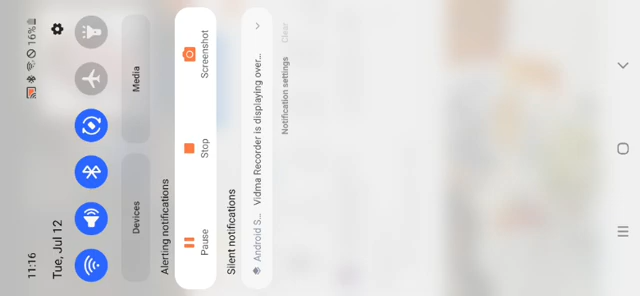 11:16
16%
Tue, Jul 12
Devices
Media
Alerting notifications
Pause
Stop
Screenshot
Silent notifications
Android S... Vidma Recorder is displaying over...
Notification settings
Clear